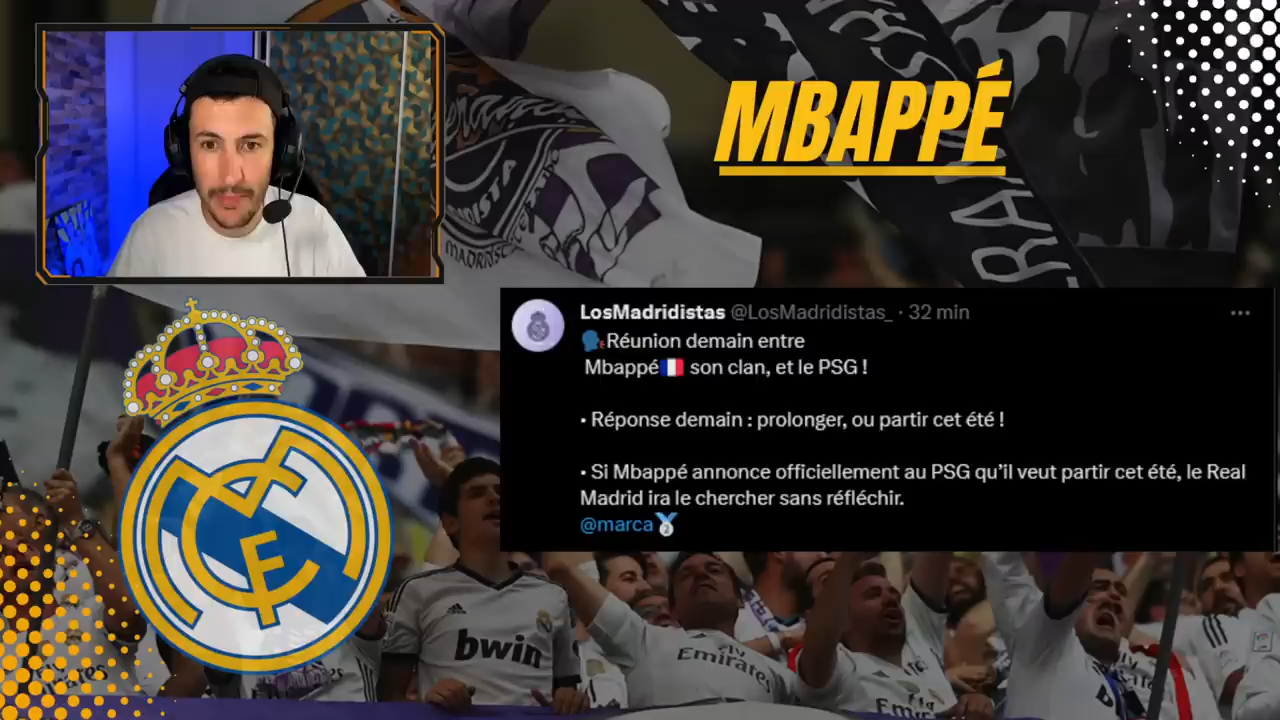 MBAPPÉ
LosMadridistas @LosMadridistas_ · 32 min
🗣️Réunion demain entre
Mbappé🇫🇷 son clan, et le PSG !
• Réponse demain : prolonger, ou partir cet été !
• Si Mbappé annonce officiellement au PSG qu'il veut partir cet été, le Real
Madrid ira le chercher sans réfléchir.
@marca🥈
bwin
Emirates